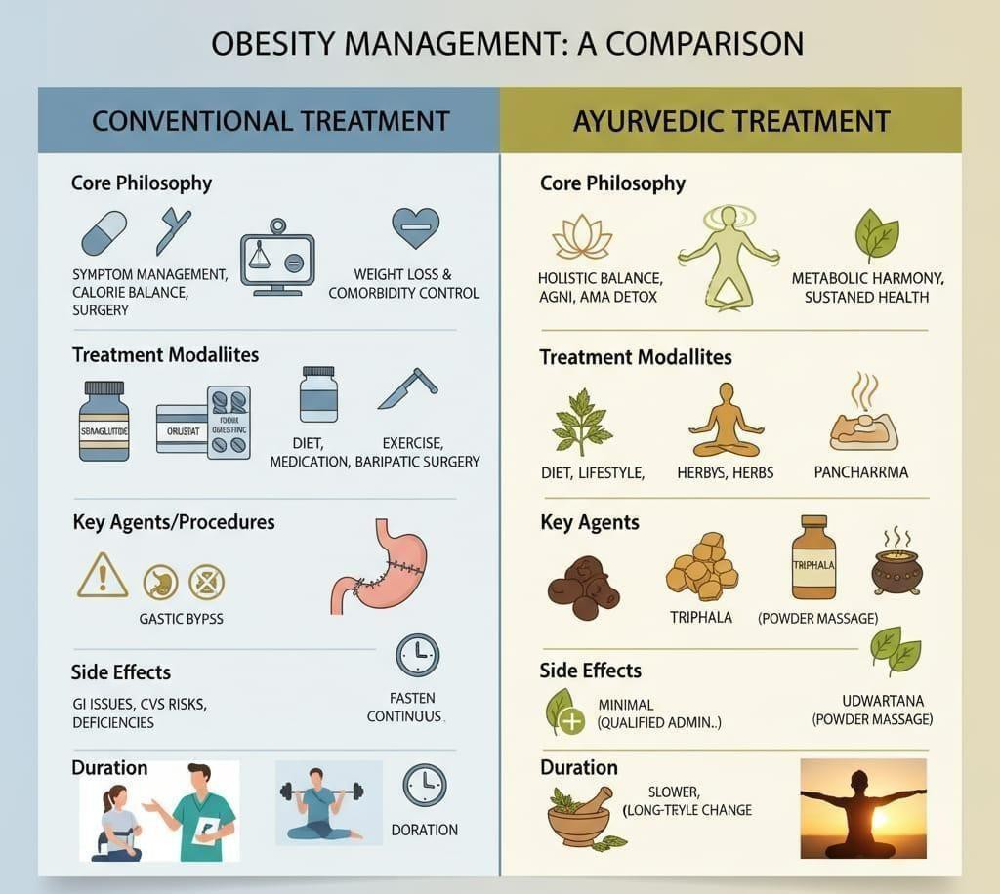 OBESITY MANAGEMENT: A COMPARISON
CONVENTIONAL TREATMENT
Core Philosophy
SYMPTOM MANAGEMENT,
CALORIE BALANCE,
SURGERY
WEIGHT LOSS &
COMORBIDITY CONTROL
Treatment Modallites
SBMAGLUTTIDE
ORLISTAT
DIET,
EXERCISE,
MEDICATION, BARIPATIC SURGERY
Key Agents/Procedures
GASTIC BYPSS
Side Effects
GI ISSUES, CVS RISKS,
DEFICIENCIES
FASTEN
CONTINUUS.
Duration
DORATION
AYURVEDIC TREATMENT
Core Philosophy
HOLISTIC BALANCE,
AGNI, AMA DETOX
METABOLIC HARMONY,
SUSTANED HEALTH
Treatment Modallites
DIET, LIFESTYLE,
HERBYS, HERBS
PANCHARRMA
Key Agents
TRIPHALA
TRIPHALA
(POWDER MASSAGE)
Side Effects
MINIMAL
(QUALIFIED ADMIN..)
UDWARTANA
(POWDER MASSAGE)
Duration
SLOWER,
(LONG-TEYLE CHANGE